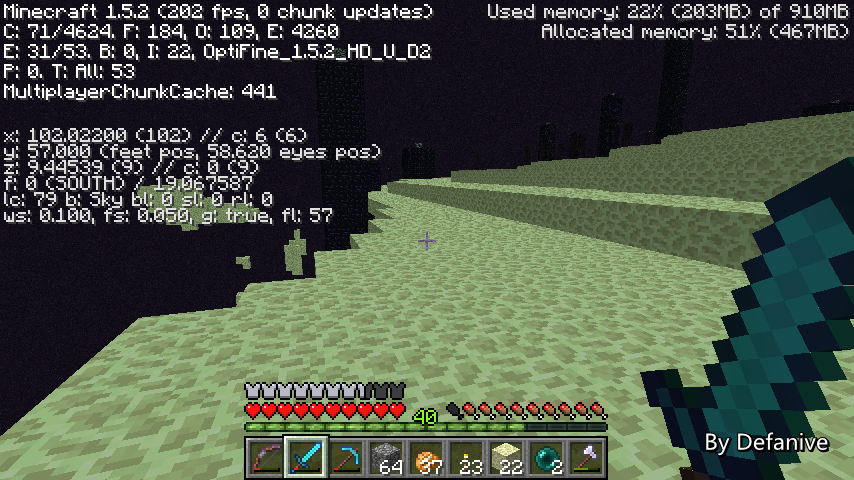 Minecraft 1.5.2 (202 fps, 0 chunk updates)
C: 71/4624. F: 184, O: 109, E: 4260
E: 31/53. B: 0, I: 22, OptiFine_1.5.2_HD_U_D2
P: 0. T: All: 53
MultiplayerChunkCache: 441
x: 102.02200 (102) // c: 6 (6)
y: 57.000 (feet pos, 58.620 eyes pos)
z: 9.44539 (9) // c: 0 (9)
f: 0 (SOUTH) / 19.067587
lc: 79 b: Sky bl: 0 sl: 0 rl: 0
ws: 0.100, fs: 0.050, g: true, fl: 57
Used memory: 22% (203MB) of 910MB
Allocated memory: 51% (467MB)
40
64 37 23 22 2
By Defanive